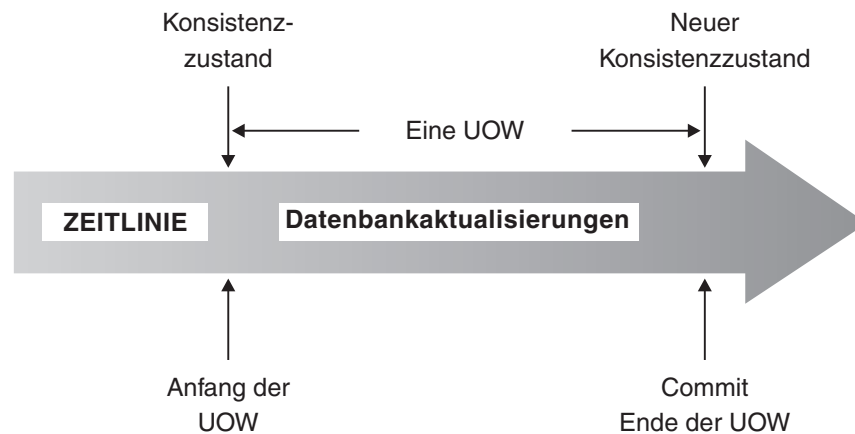 Konsistenz-
zustand
Neuer
Konsistenzzustand
Eine UOW
ZEITLINIE
Datenbankaktualisierungen
Anfang der
UOW
Commit
Ende der UOW